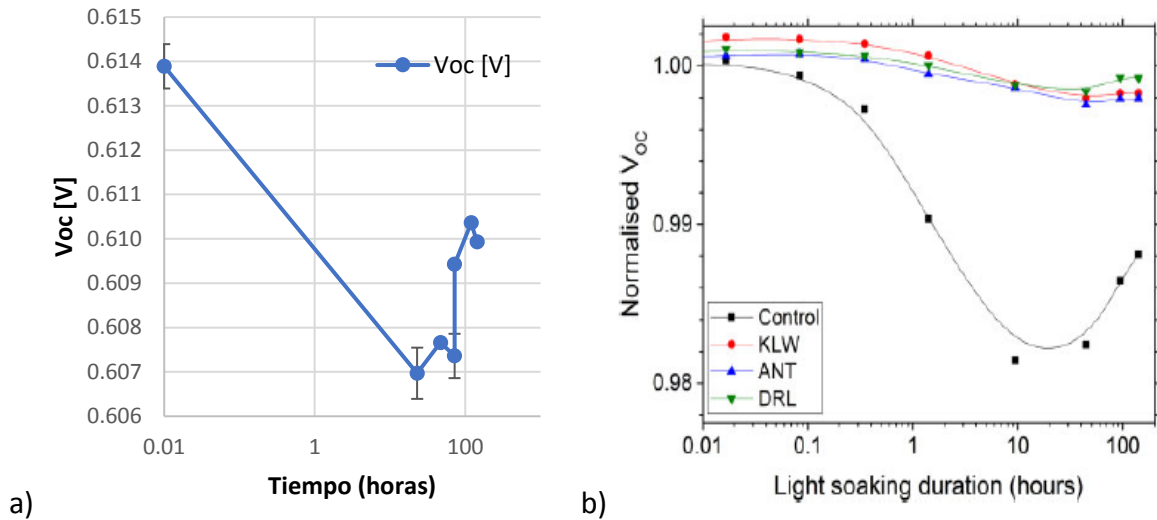 0.615
0.614
0.613
0.612
0.611
0.610
0.609
0.608
0.607
0.606
Voc [V]
Voc [V]
0.01
1
100
Tiempo (horas)
a)
1.00
0.99
0.98
Normalised V_OC
Control
KLW
ANT
DRL
0.01
0.1
1
10
100
Light soaking duration (hours)
b)